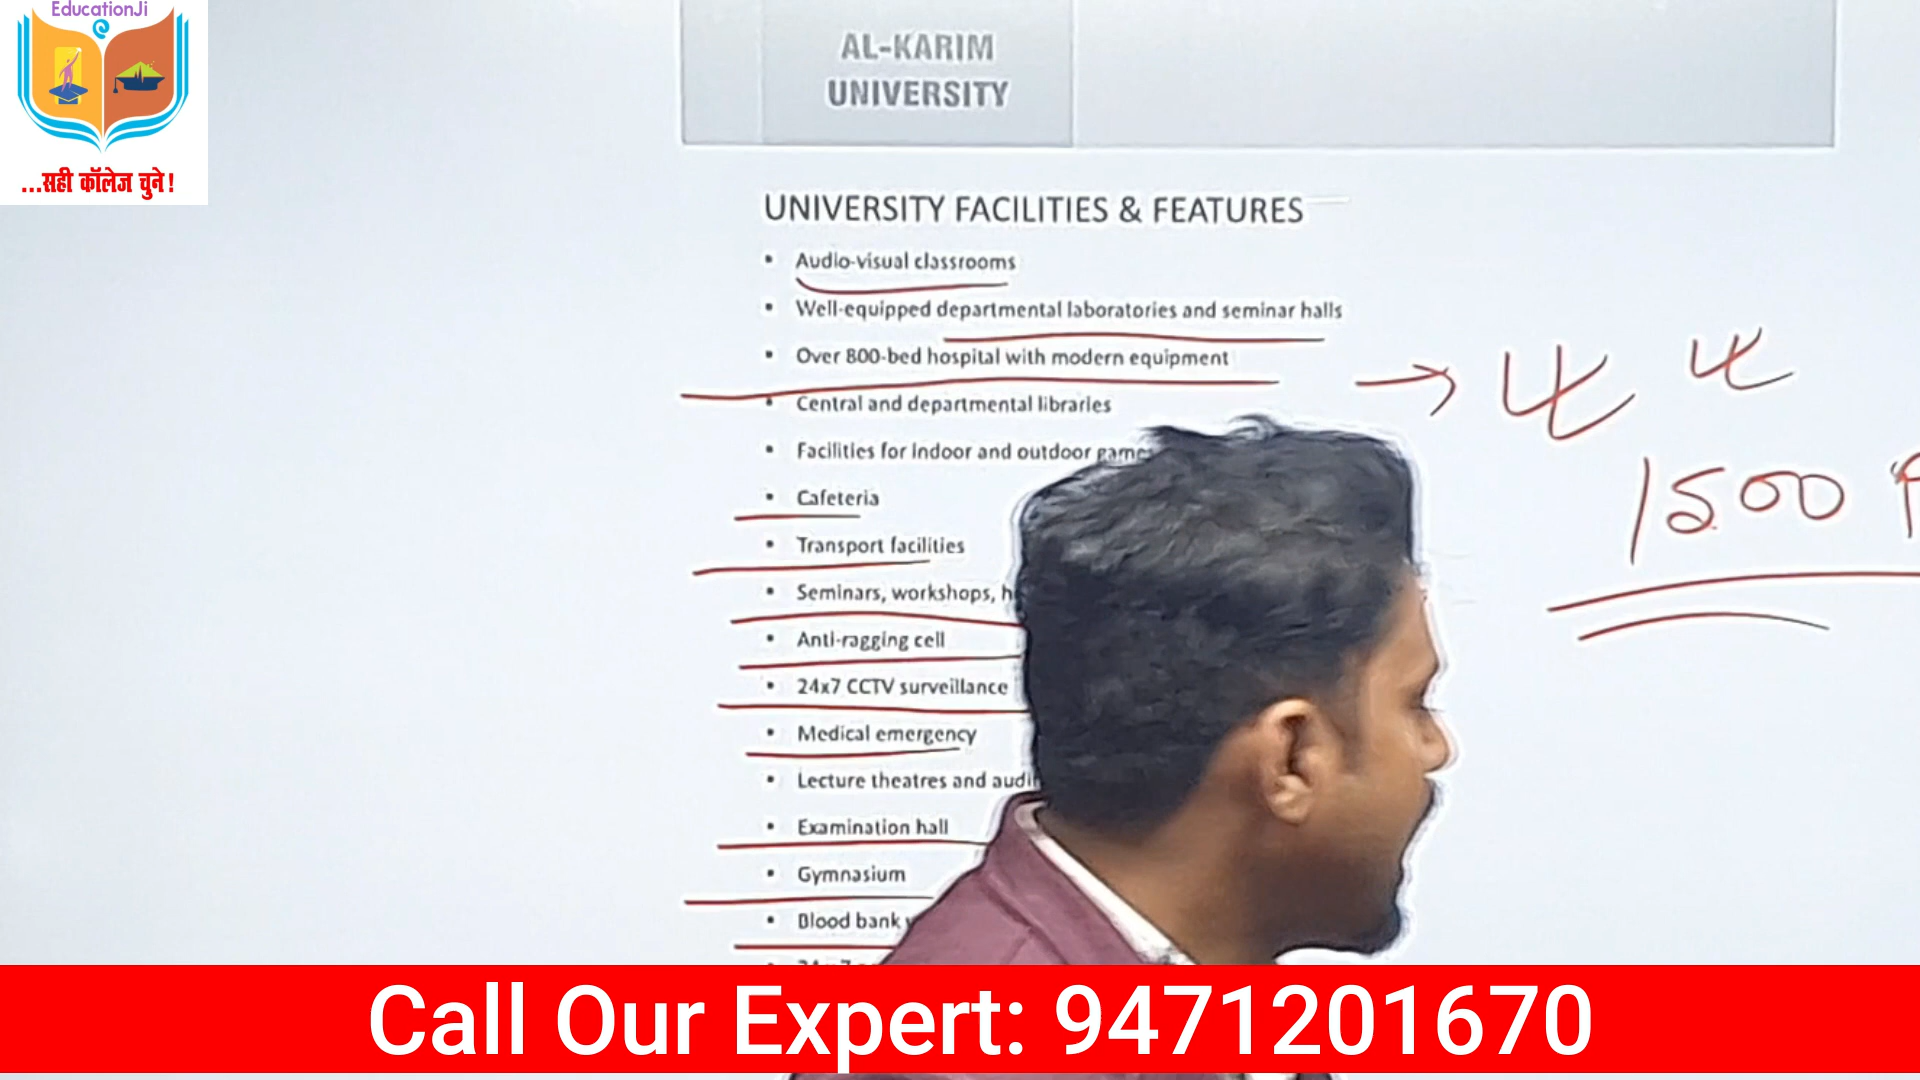 EducationJi
...सही कॉलेज चुने!
AL-KARIM
UNIVERSITY
UNIVERSITY FACILITIES & FEATURES
• Audio-visual classrooms
• Well-equipped departmental laboratories and seminar halls
• Over 800-bed hospital with modern equipment
• Central and departmental libraries
• Facilities for indoor and outdoor
1500
• Cafeteria
• Transport facilities
• Seminars, workshops,
• Anti-ragging cell
• 24x7 CCTV surveillance
• Medical emergency
• Lecture theatres and
• Examination hall
• Gymnasium
• Blood bank
Call Our Expert: 9471201670